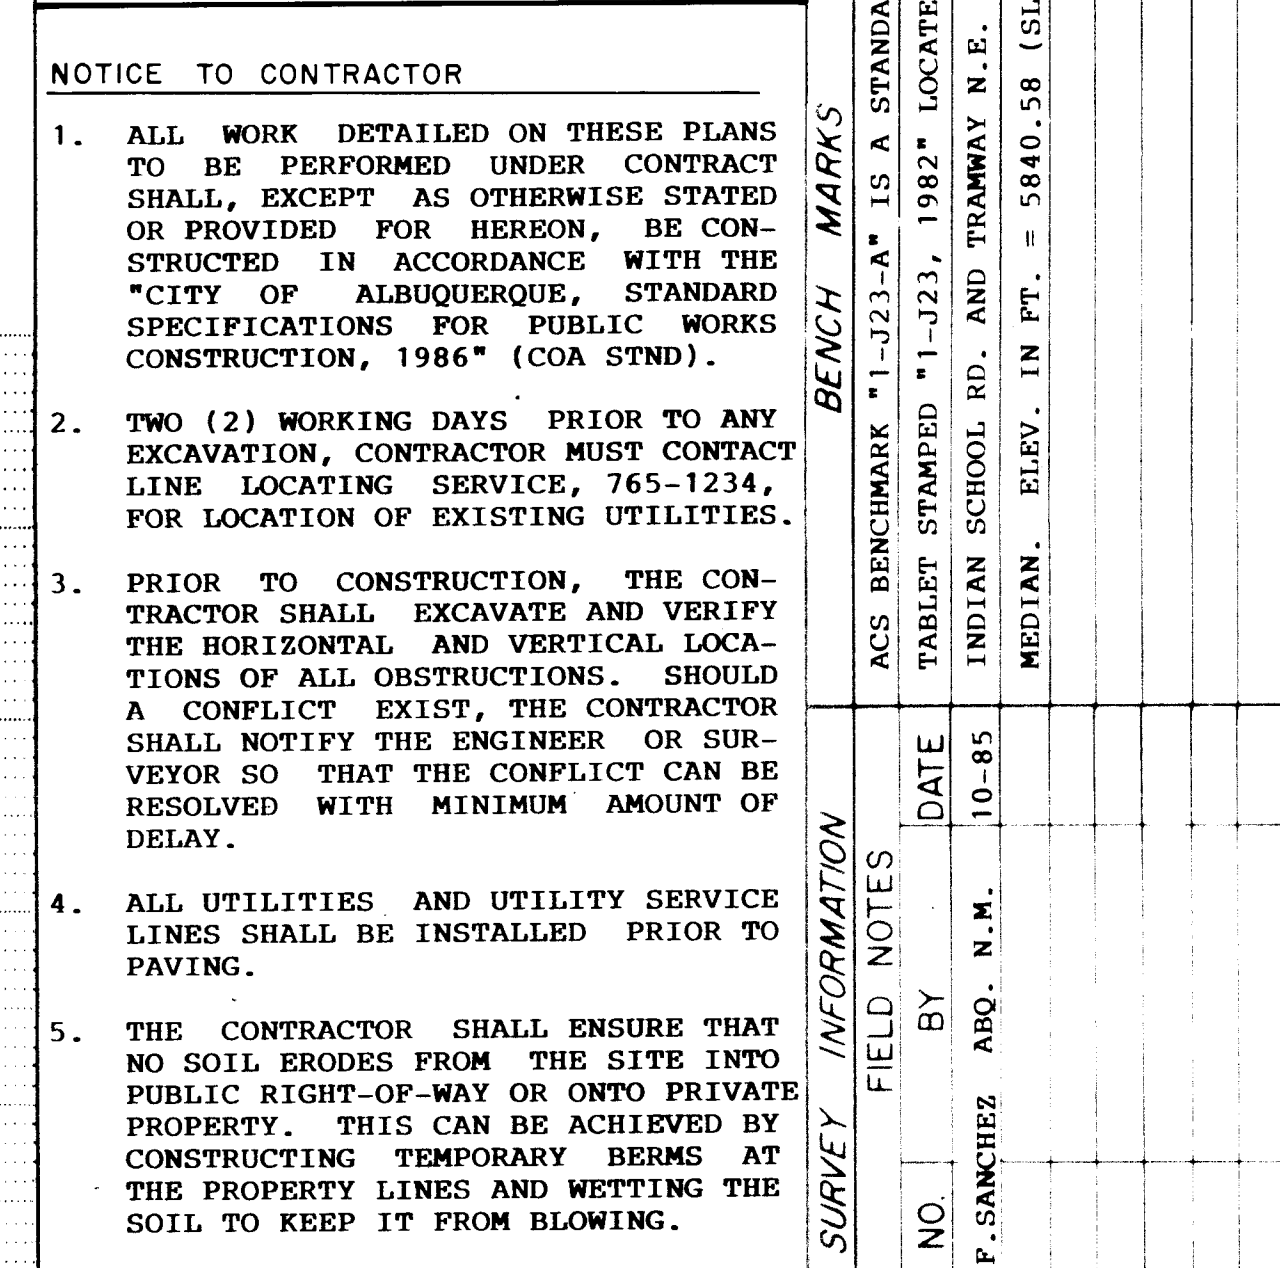 NOTICE TO CONTRACTOR
1. ALL WORK DETAILED ON THESE PLANS
TO BE PERFORMED UNDER CONTRACT
SHALL, EXCEPT AS OTHERWISE STATED
OR PROVIDED FOR HEREON, BE CON-
STRUCTED IN ACCORDANCE WITH THE
"CITY OF ALBUQUERQUE, STANDARD
SPECIFICATIONS FOR PUBLIC WORKS
CONSTRUCTION, 1986" (COA STND).
2. TWO (2) WORKING DAYS PRIOR TO ANY
EXCAVATION, CONTRACTOR MUST CONTACT
LINE LOCATING SERVICE, 765-1234,
FOR LOCATION OF EXISTING UTILITIES.
3. PRIOR TO CONSTRUCTION, THE CON-
TRACTOR SHALL EXCAVATE AND VERIFY
THE HORIZONTAL AND VERTICAL LOCA-
TIONS OF ALL OBSTRUCTIONS. SHOULD
A CONFLICT EXIST, THE CONTRACTOR
SHALL NOTIFY THE ENGINEER OR SUR-
VEYOR SO THAT THE CONFLICT CAN BE
RESOLVED WITH MINIMUM AMOUNT OF
DELAY.
4. ALL UTILITIES AND UTILITY SERVICE
LINES SHALL BE INSTALLED PRIOR TO
PAVING.
5. THE CONTRACTOR SHALL ENSURE THAT
NO SOIL ERODES FROM THE SITE INTO
PUBLIC RIGHT-OF-WAY OR ONTO PRIVATE
PROPERTY. THIS CAN BE ACHIEVED BY
CONSTRUCTING TEMPORARY BERMS AT
THE PROPERTY LINES AND WETTING THE
SOIL TO KEEP IT FROM BLOWING.
BENCH MARKS
ACS BENCHMARK "1-J23-A" IS A STANDA
TABLET STAMPED "1-J23, 1982" LOCATE
INDIAN SCHOOL RD. AND TRAMWAY N.E.
MEDIAN. ELEV. IN FT. = 5840.58 (SL
SURVEY INFORMATION
FIELD NOTES
NO. BY DATE
F.SANCHEZ ABQ. N.M. 10-85